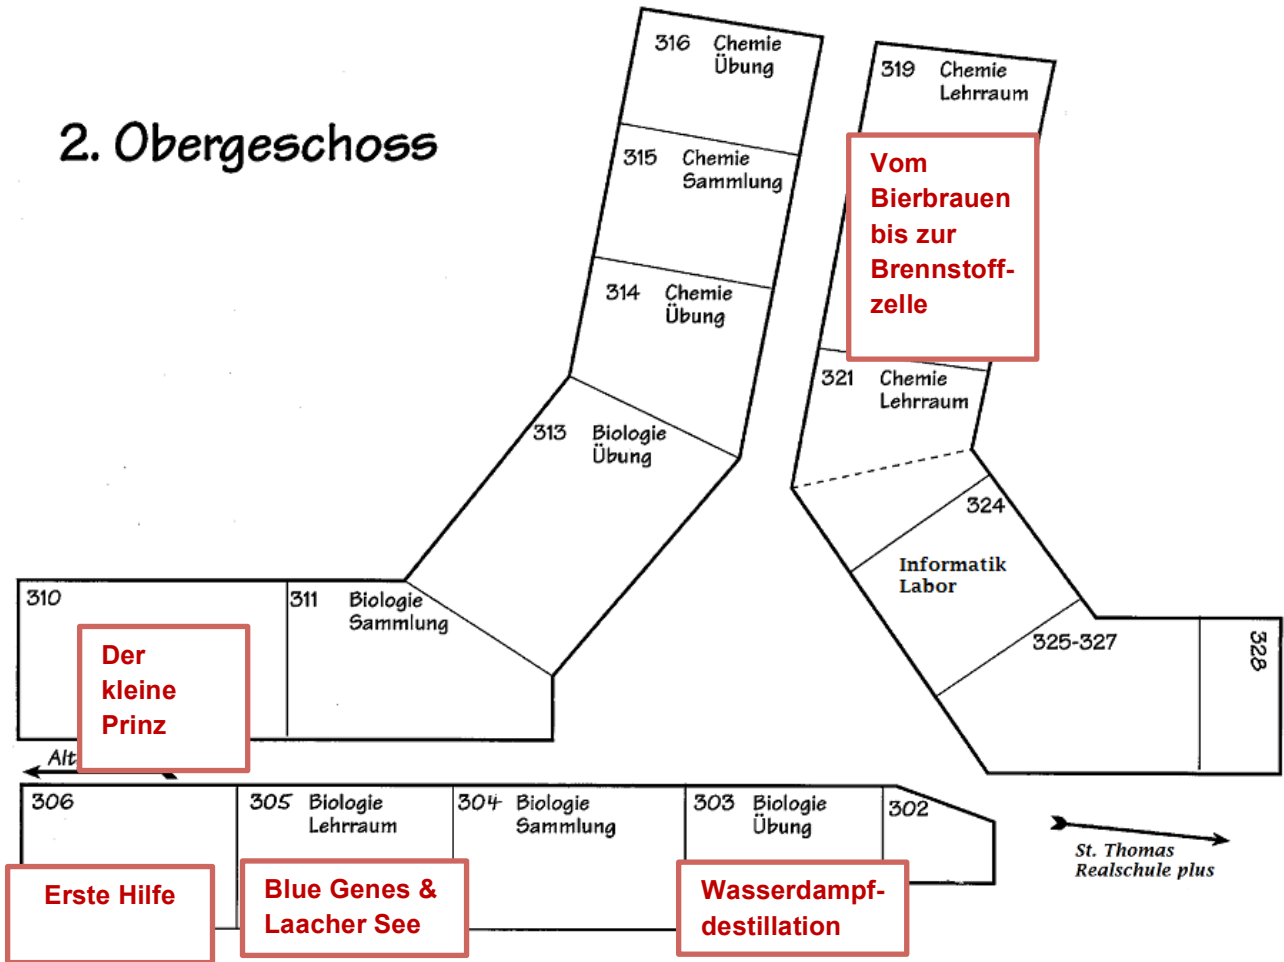 2. Obergeschoss
316 Chemie
Übung
315 Chemie
Sammlung
314 Chemie
Übung
313 Biologie
Übung
319 Chemie
Lehrraum
Vom
Bierbrauen
bis zur
Brennstoff-
zelle
321 Chemie
Lehrraum
324
Informatik
Labor
325-327
328
310
311 Biologie
Sammlung
Der
kleine
Prinz
Alt
306
305 Biologie
Lehrraum
304 Biologie
Sammlung
303 Biologie
Übung
302
St. Thomas
Realschule plus
Erste Hilfe
Blue Genes &
Laacher See
Wasserdampf-
destillation